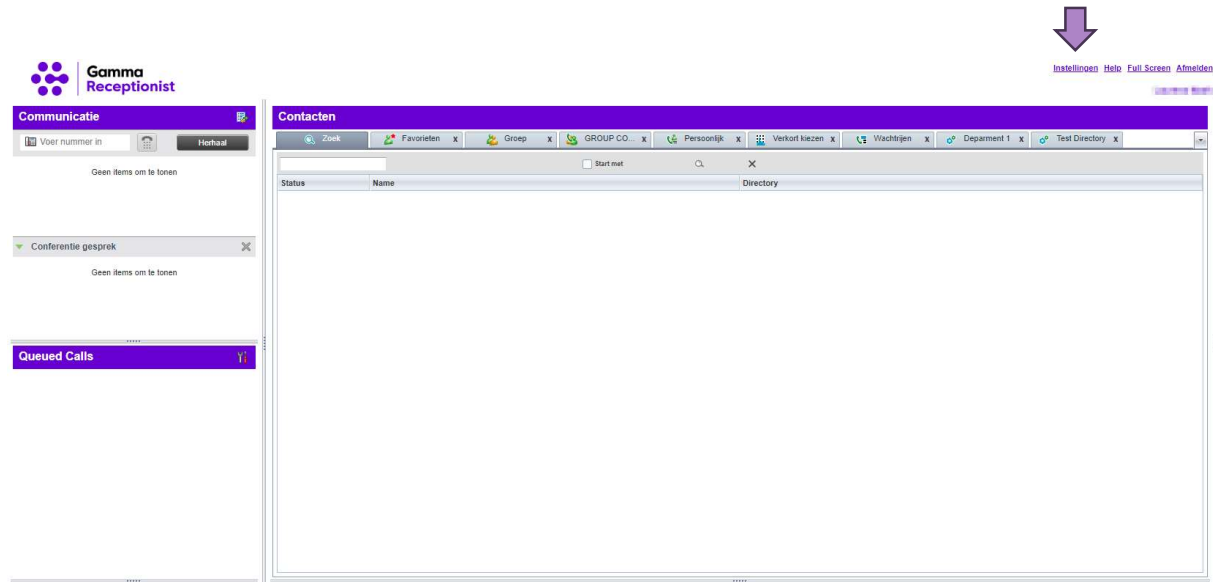 Gamma
Receptionist
Instellingen Help Full Screen Afmelden
Communicatie
Voer nummer in Herhaal
Geen items om te tonen
Conferentie gesprek
Geen items om te tonen
Queued Calls
Contacten
Zoek Favorieten x Groep x GROUP CO... x Persoonlijk x Verkort kiezen x Wachtrijen x Deparment 1 x Test Directory x
Start met
Status Name Directory